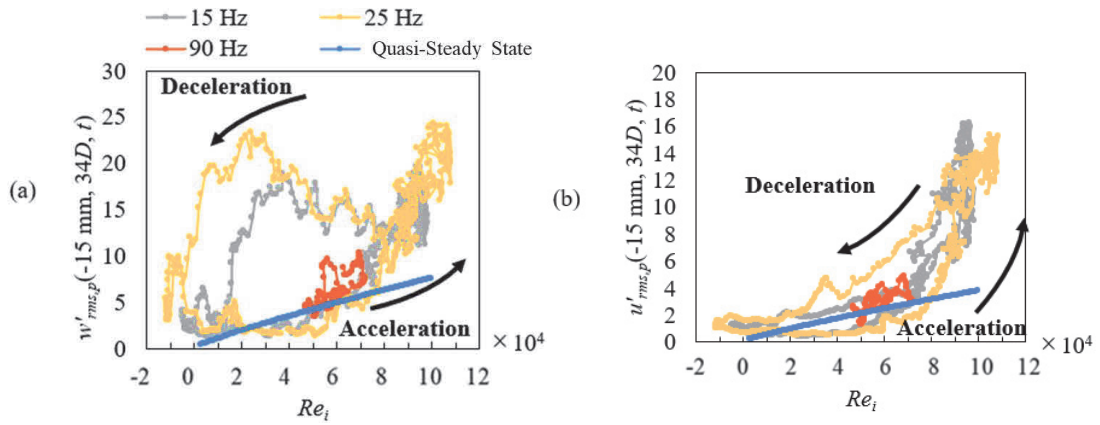 15 Hz 25 Hz
90 Hz Quasi-Steady State
(a)
w'rms,p(-15 mm, 34D, t)
30
25
20
15
10
5
0
-2 0 2 4 6 8 10 12
Deceleration
Acceleration
× 10⁴
Reᵢ
(b)
u'rms,p(-15 mm, 34D, t)
20
18
16
14
12
10
8
6
4
2
0
-2 0 2 4 6 8 10 12
Deceleration
Acceleration
× 10⁴
Reᵢ